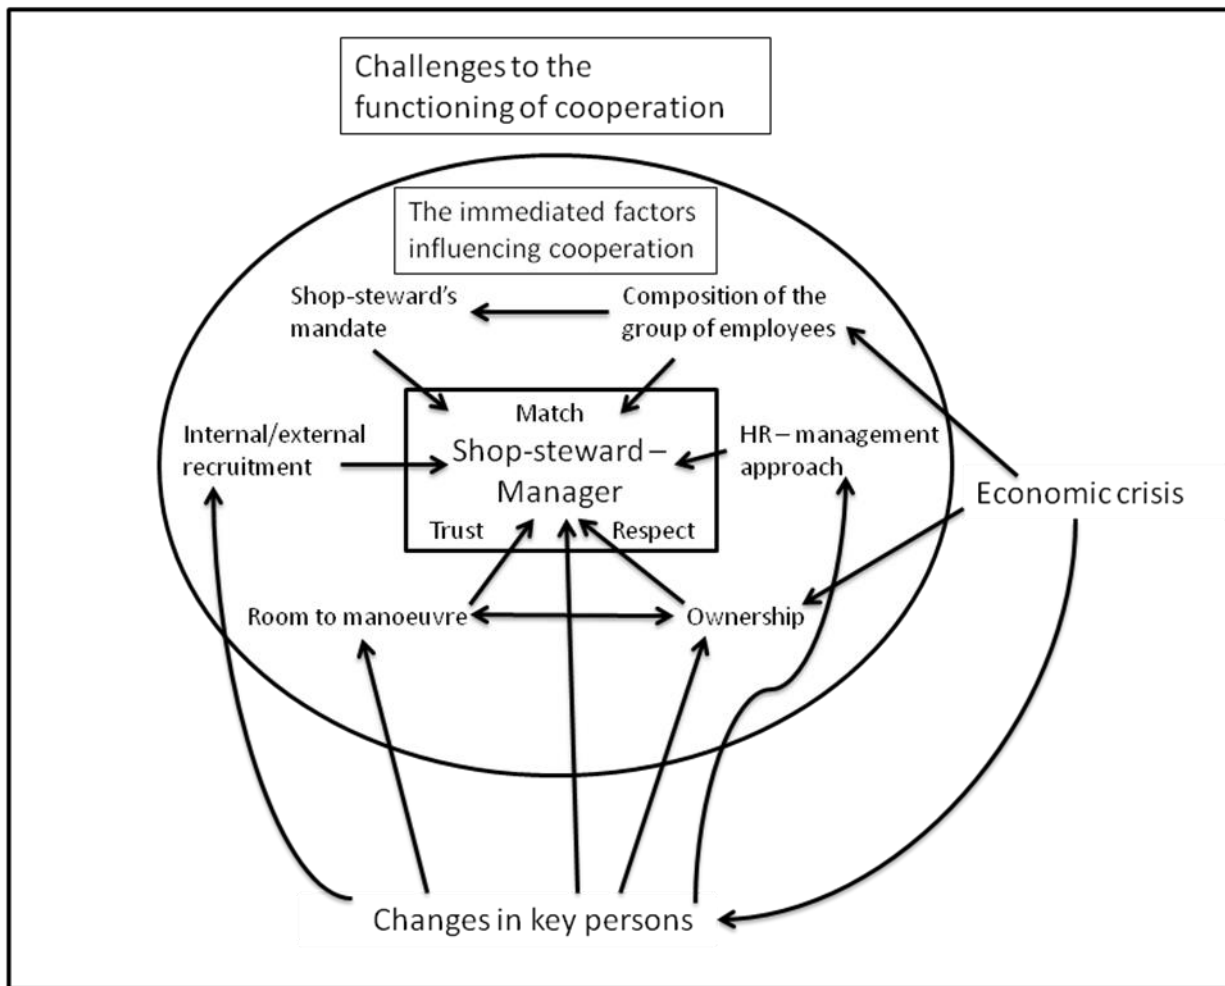 Challenges to the
functioning of cooperation
The immediated factors
influencing cooperation
Shop-steward's
mandate
Composition of the
group of employees
Match
Internal/external
recruitment
Shop-steward –
Manager
HR – management
approach
Economic crisis
Trust
Respect
Room to manoeuvre
Ownership
Changes in key persons